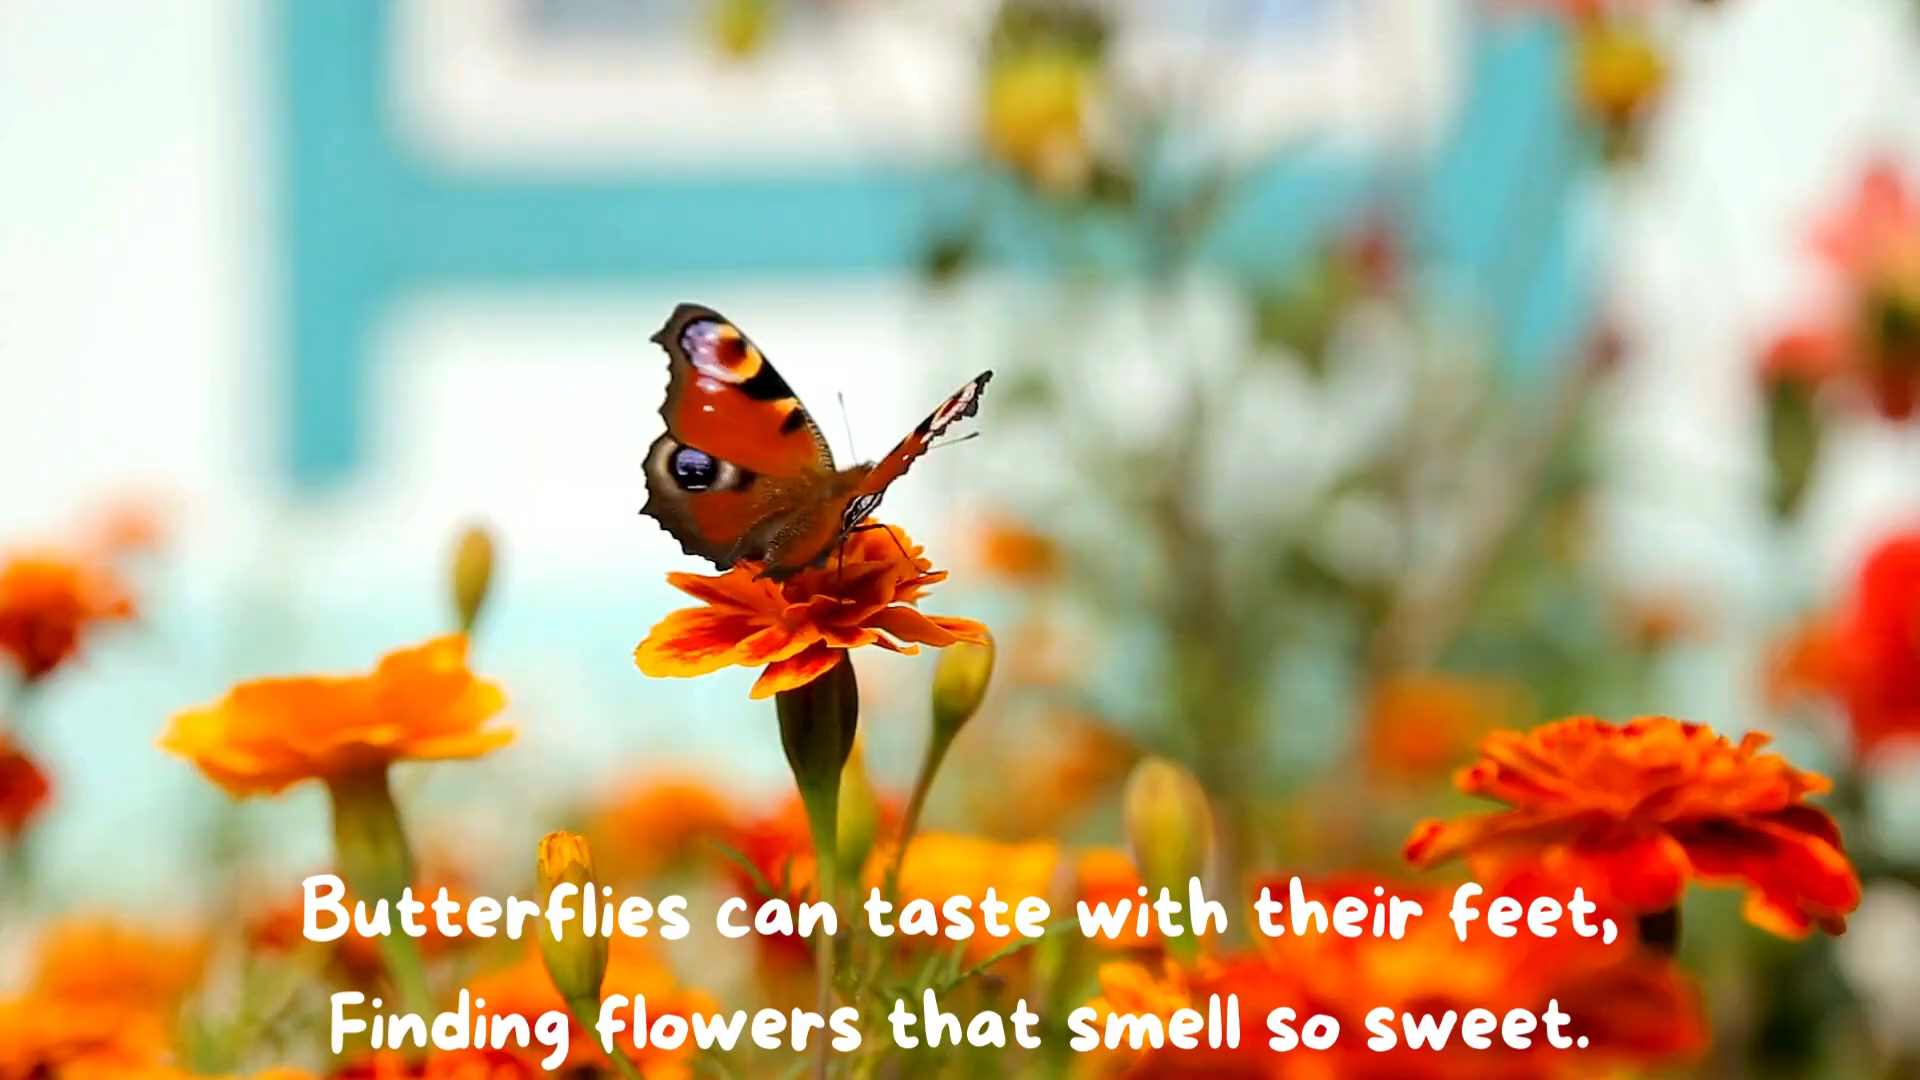 Butterflies can taste with their feet,
Finding flowers that smell so sweet.